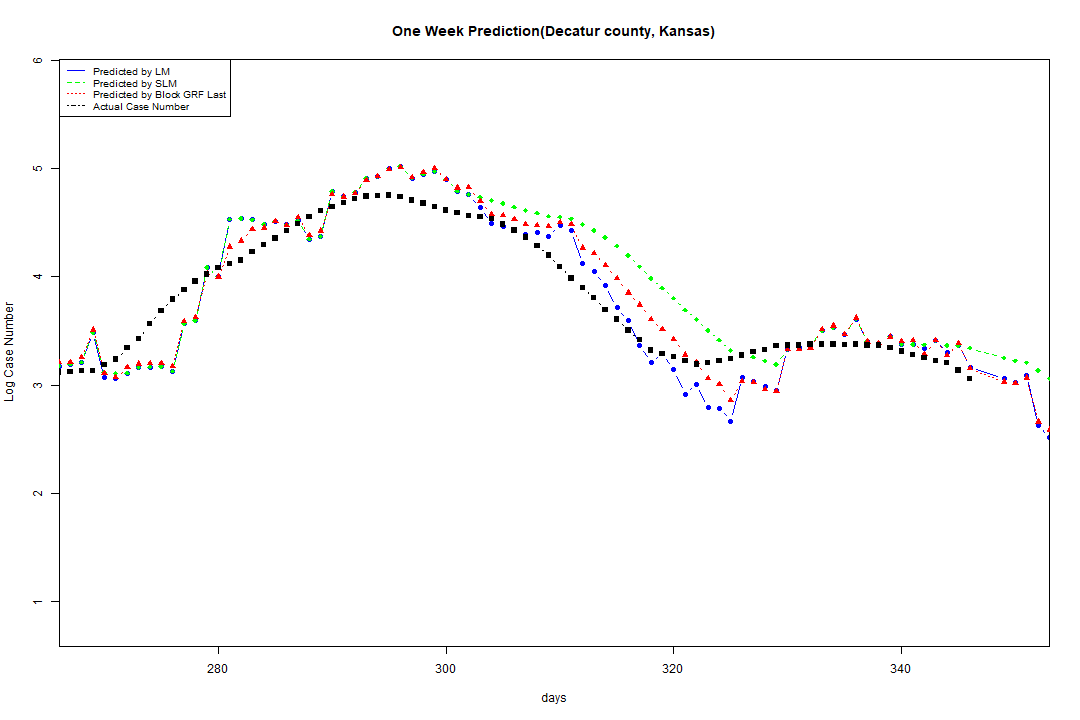 One Week Prediction(Decatur county, Kansas)
Predicted by LM
Predicted by SLM
Predicted by Block GRF Last
Actual Case Number
6
5
4
3
2
1
Log Case Number
280 300 320 340
days